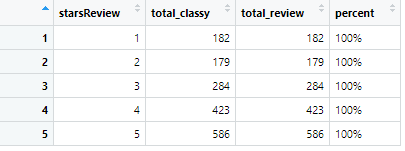 starsReview total_classy total_review percent
1 1 182 182 100%
2 2 179 179 100%
3 3 284 284 100%
4 4 423 423 100%
5 5 586 586 100%